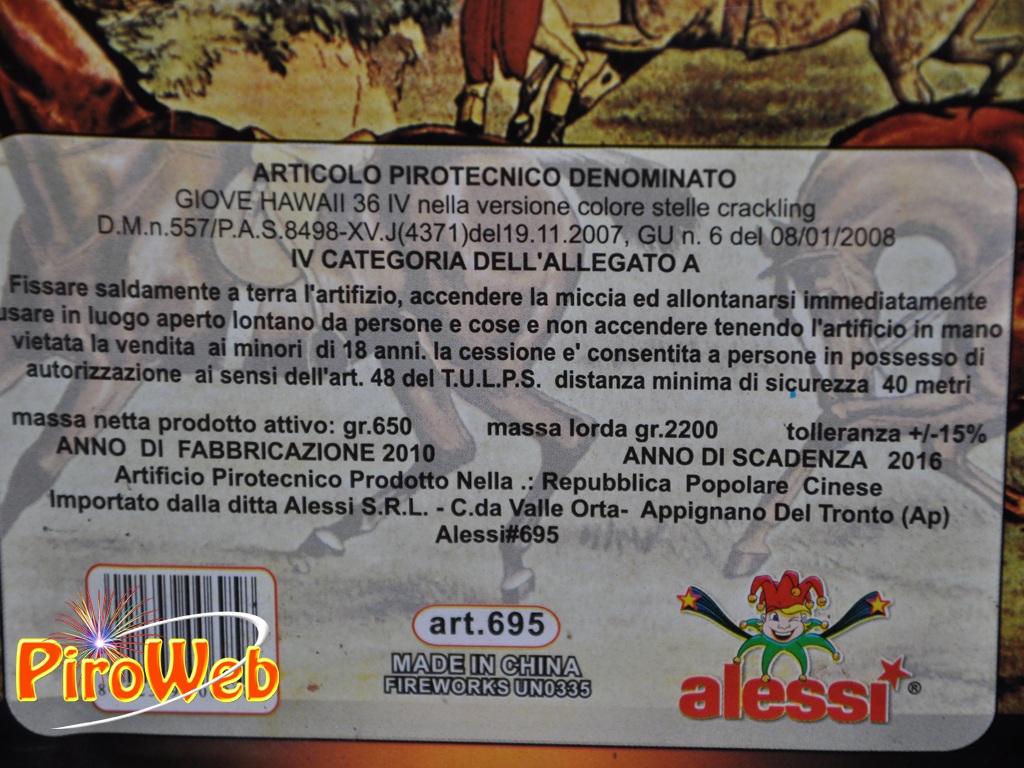 ARTICOLO PIROTECNICO DENOMINATO
GIOVE HAWAII 36 IV nella versione colore stelle crackling
D.M.n.557/P.A.S.8498-XV.J(4371)del19.11.2007, GU n. 6 del 08/01/2008
IV CATEGORIA DELL'ALLEGATO A
Fissare saldamente a terra l'artifizio, accendere la miccia ed allontanarsi immediatamente
usare in luogo aperto lontano da persone e cose e non accendere tenendo l'artificio in mano
vietata la vendita ai minori di 18 anni. la cessione e' consentita a persone in possesso di
autorizzazione ai sensi dell'art. 48 del T.U.L.P.S. distanza minima di sicurezza 40 metri
massa netta prodotto attivo: gr.650 massa lorda gr.2200 tolleranza +/-15%
ANNO DI FABBRICAZIONE 2010 ANNO DI SCADENZA 2016
Artificio Pirotecnico Prodotto Nella .: Repubblica Popolare Cinese
Importato dalla ditta Alessi S.R.L. - C.da Valle Orta- Appignano Del Tronto (Ap)
Alessi#695
PiroWeb
art.695
MADE IN CHINA
FIREWORKS UN0335
alessi®